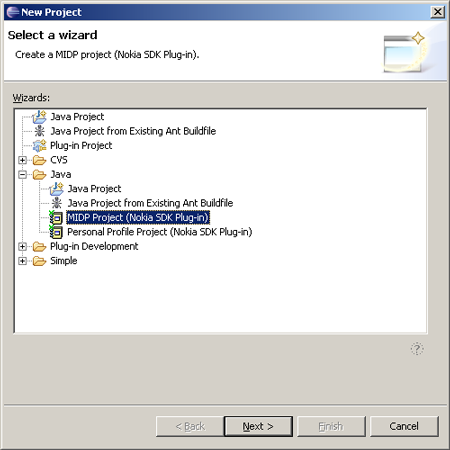 New Project
Select a wizard
Create a MIDP project (Nokia SDK Plug-in).
Wizards:
Java Project
Java Project from Existing Ant Buildfile
Plug-in Project
CVS
Java
Java Project
Java Project from Existing Ant Buildfile
MIDP Project (Nokia SDK Plug-in)
Personal Profile Project (Nokia SDK Plug-in)
Plug-in Development
Simple
?
< Back Next > Finish Cancel